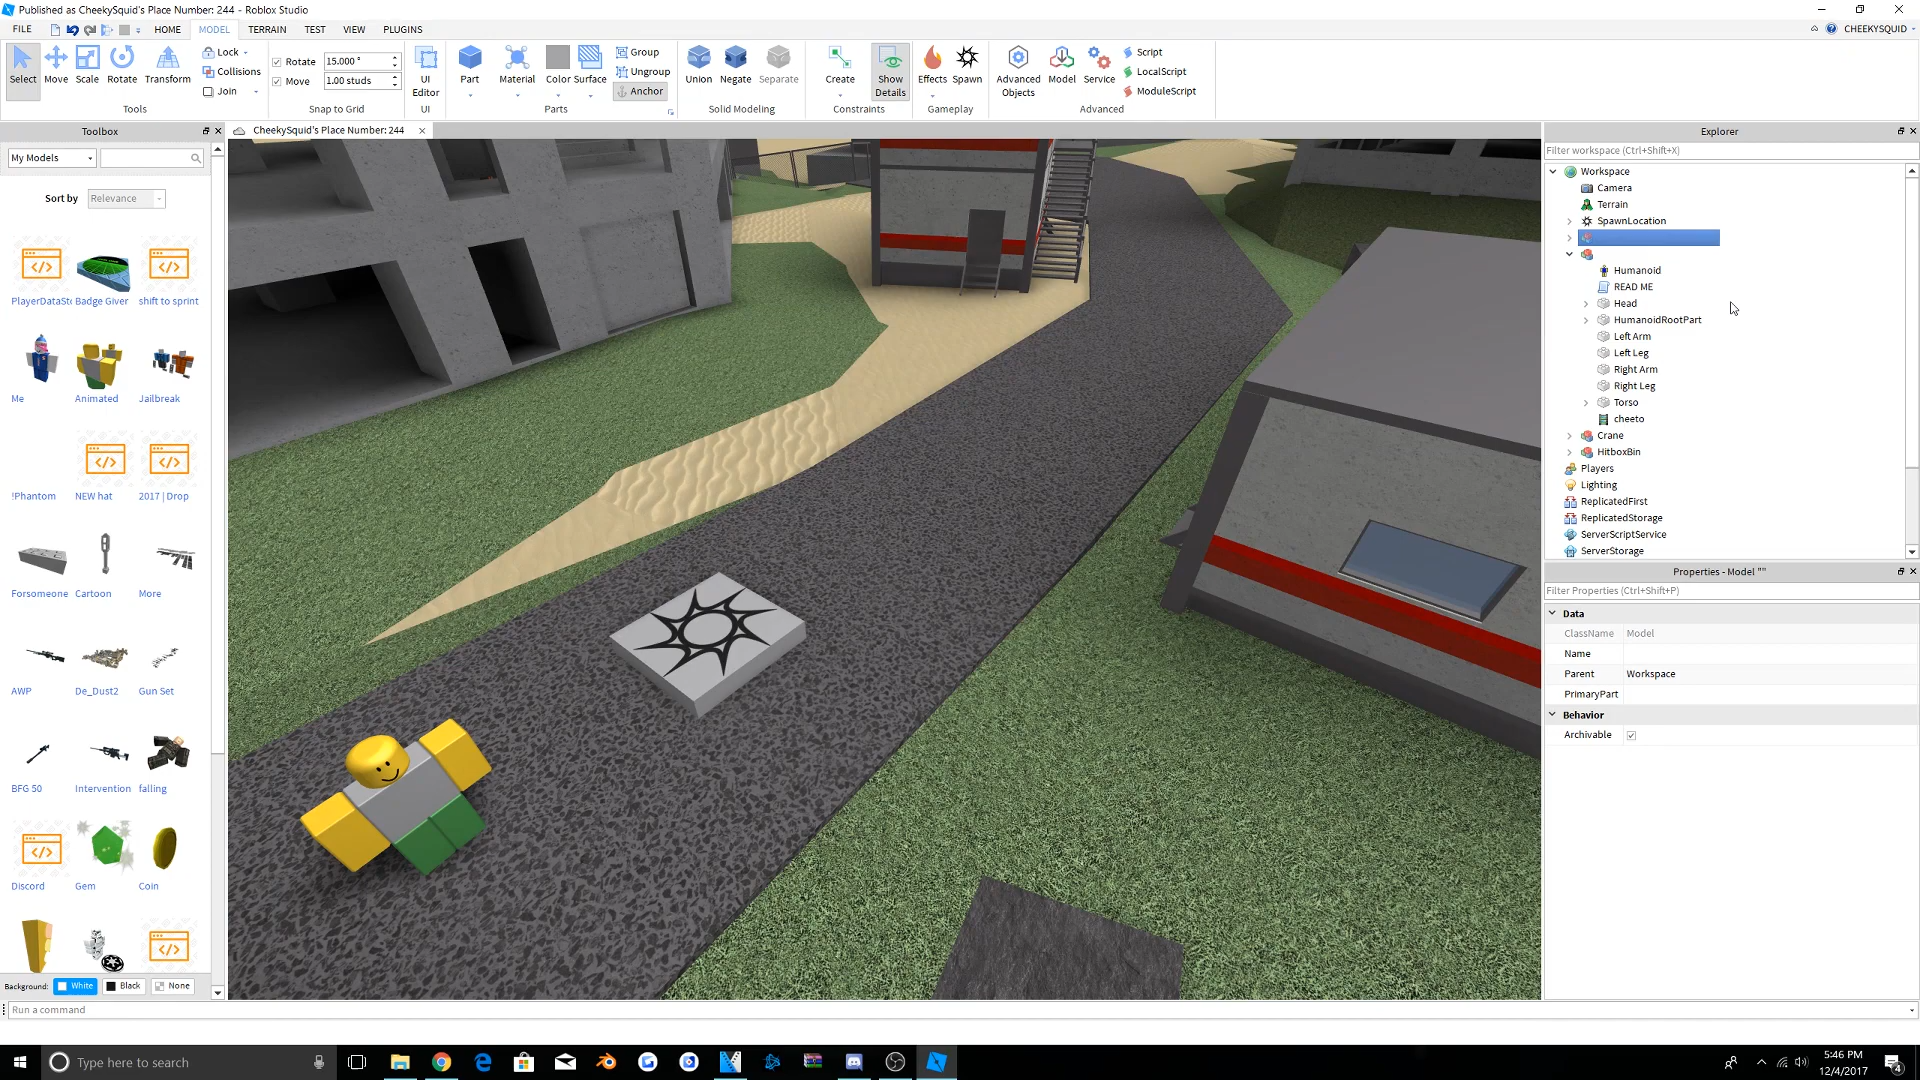 Published as CheekySquid's Place Number: 244 - Roblox Studio
FILE HOME MODEL TERRAIN TEST VIEW PLUGINS CHEEKYSQUID
Select Move Scale Rotate Transform
Lock
Collisions
Join
Tools
Rotate 15.000 °
Move 1.00 studs
Snap to Grid
UI Editor
UI
Part Material Color Surface
Group
Ungroup
Anchor
Parts
Union Negate Separate
Solid Modeling
Create Show Details
Constraints
Effects Spawn
Gameplay
Advanced Objects Model Service
Script
LocalScript
ModuleScript
Advanced
Toolbox
My Models
Sort by Relevance
PlayerDataSt Badge Giver shift to sprint
Me Animated Jailbreak
!Phantom NEW hat 2017 | Drop
Forsomeone Cartoon More
AWP De_Dust2 Gun Set
BFG 50 Intervention falling
Discord Gem Coin
Background: White Black None
CheekySquid's Place Number: 244
Explorer
Filter workspace (Ctrl+Shift+X)
Workspace
Camera
Terrain
SpawnLocation
Humanoid
READ ME
Head
HumanoidRootPart
Left Arm
Left Leg
Right Arm
Right Leg
Torso
cheeto
Crane
HitboxBin
Players
Lighting
ReplicatedFirst
ReplicatedStorage
ServerScriptService
ServerStorage
Properties - Model ""
Filter Properties (Ctrl+Shift+P)
Data
ClassName Model
Name
Parent Workspace
PrimaryPart
Behavior
Archivable
Run a command
Type here to search
5:46 PM
12/4/2017
4